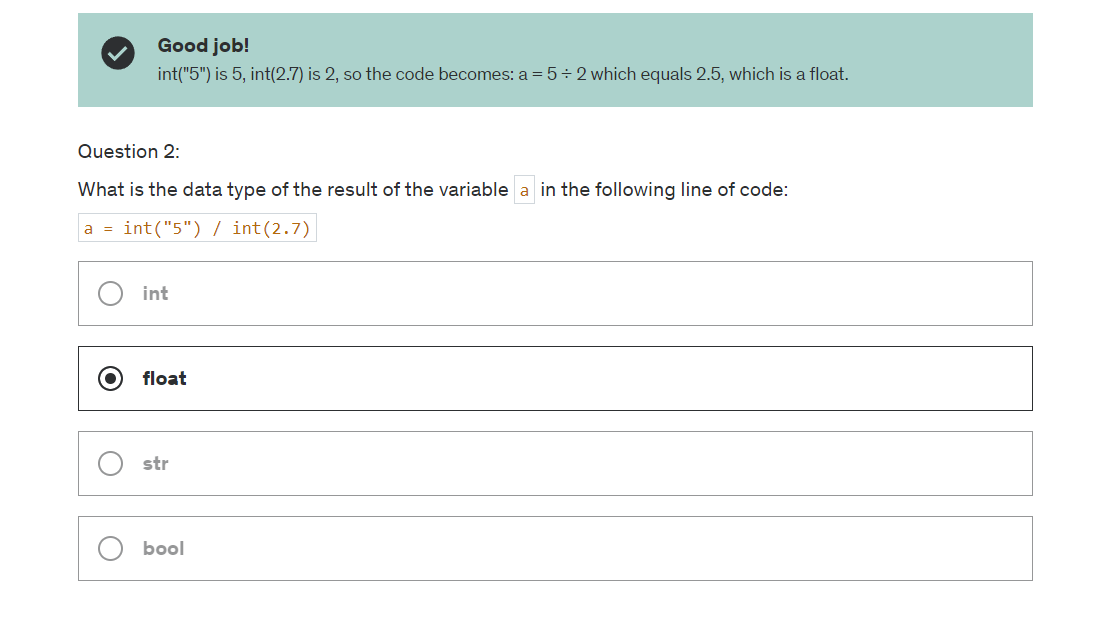 Good job!
int("5") is 5, int(2.7) is 2, so the code becomes: a = 5 ÷ 2 which equals 2.5, which is a float.
Question 2:
What is the data type of the result of the variable a in the following line of code:
a = int("5") / int(2.7)
int
float
str
bool